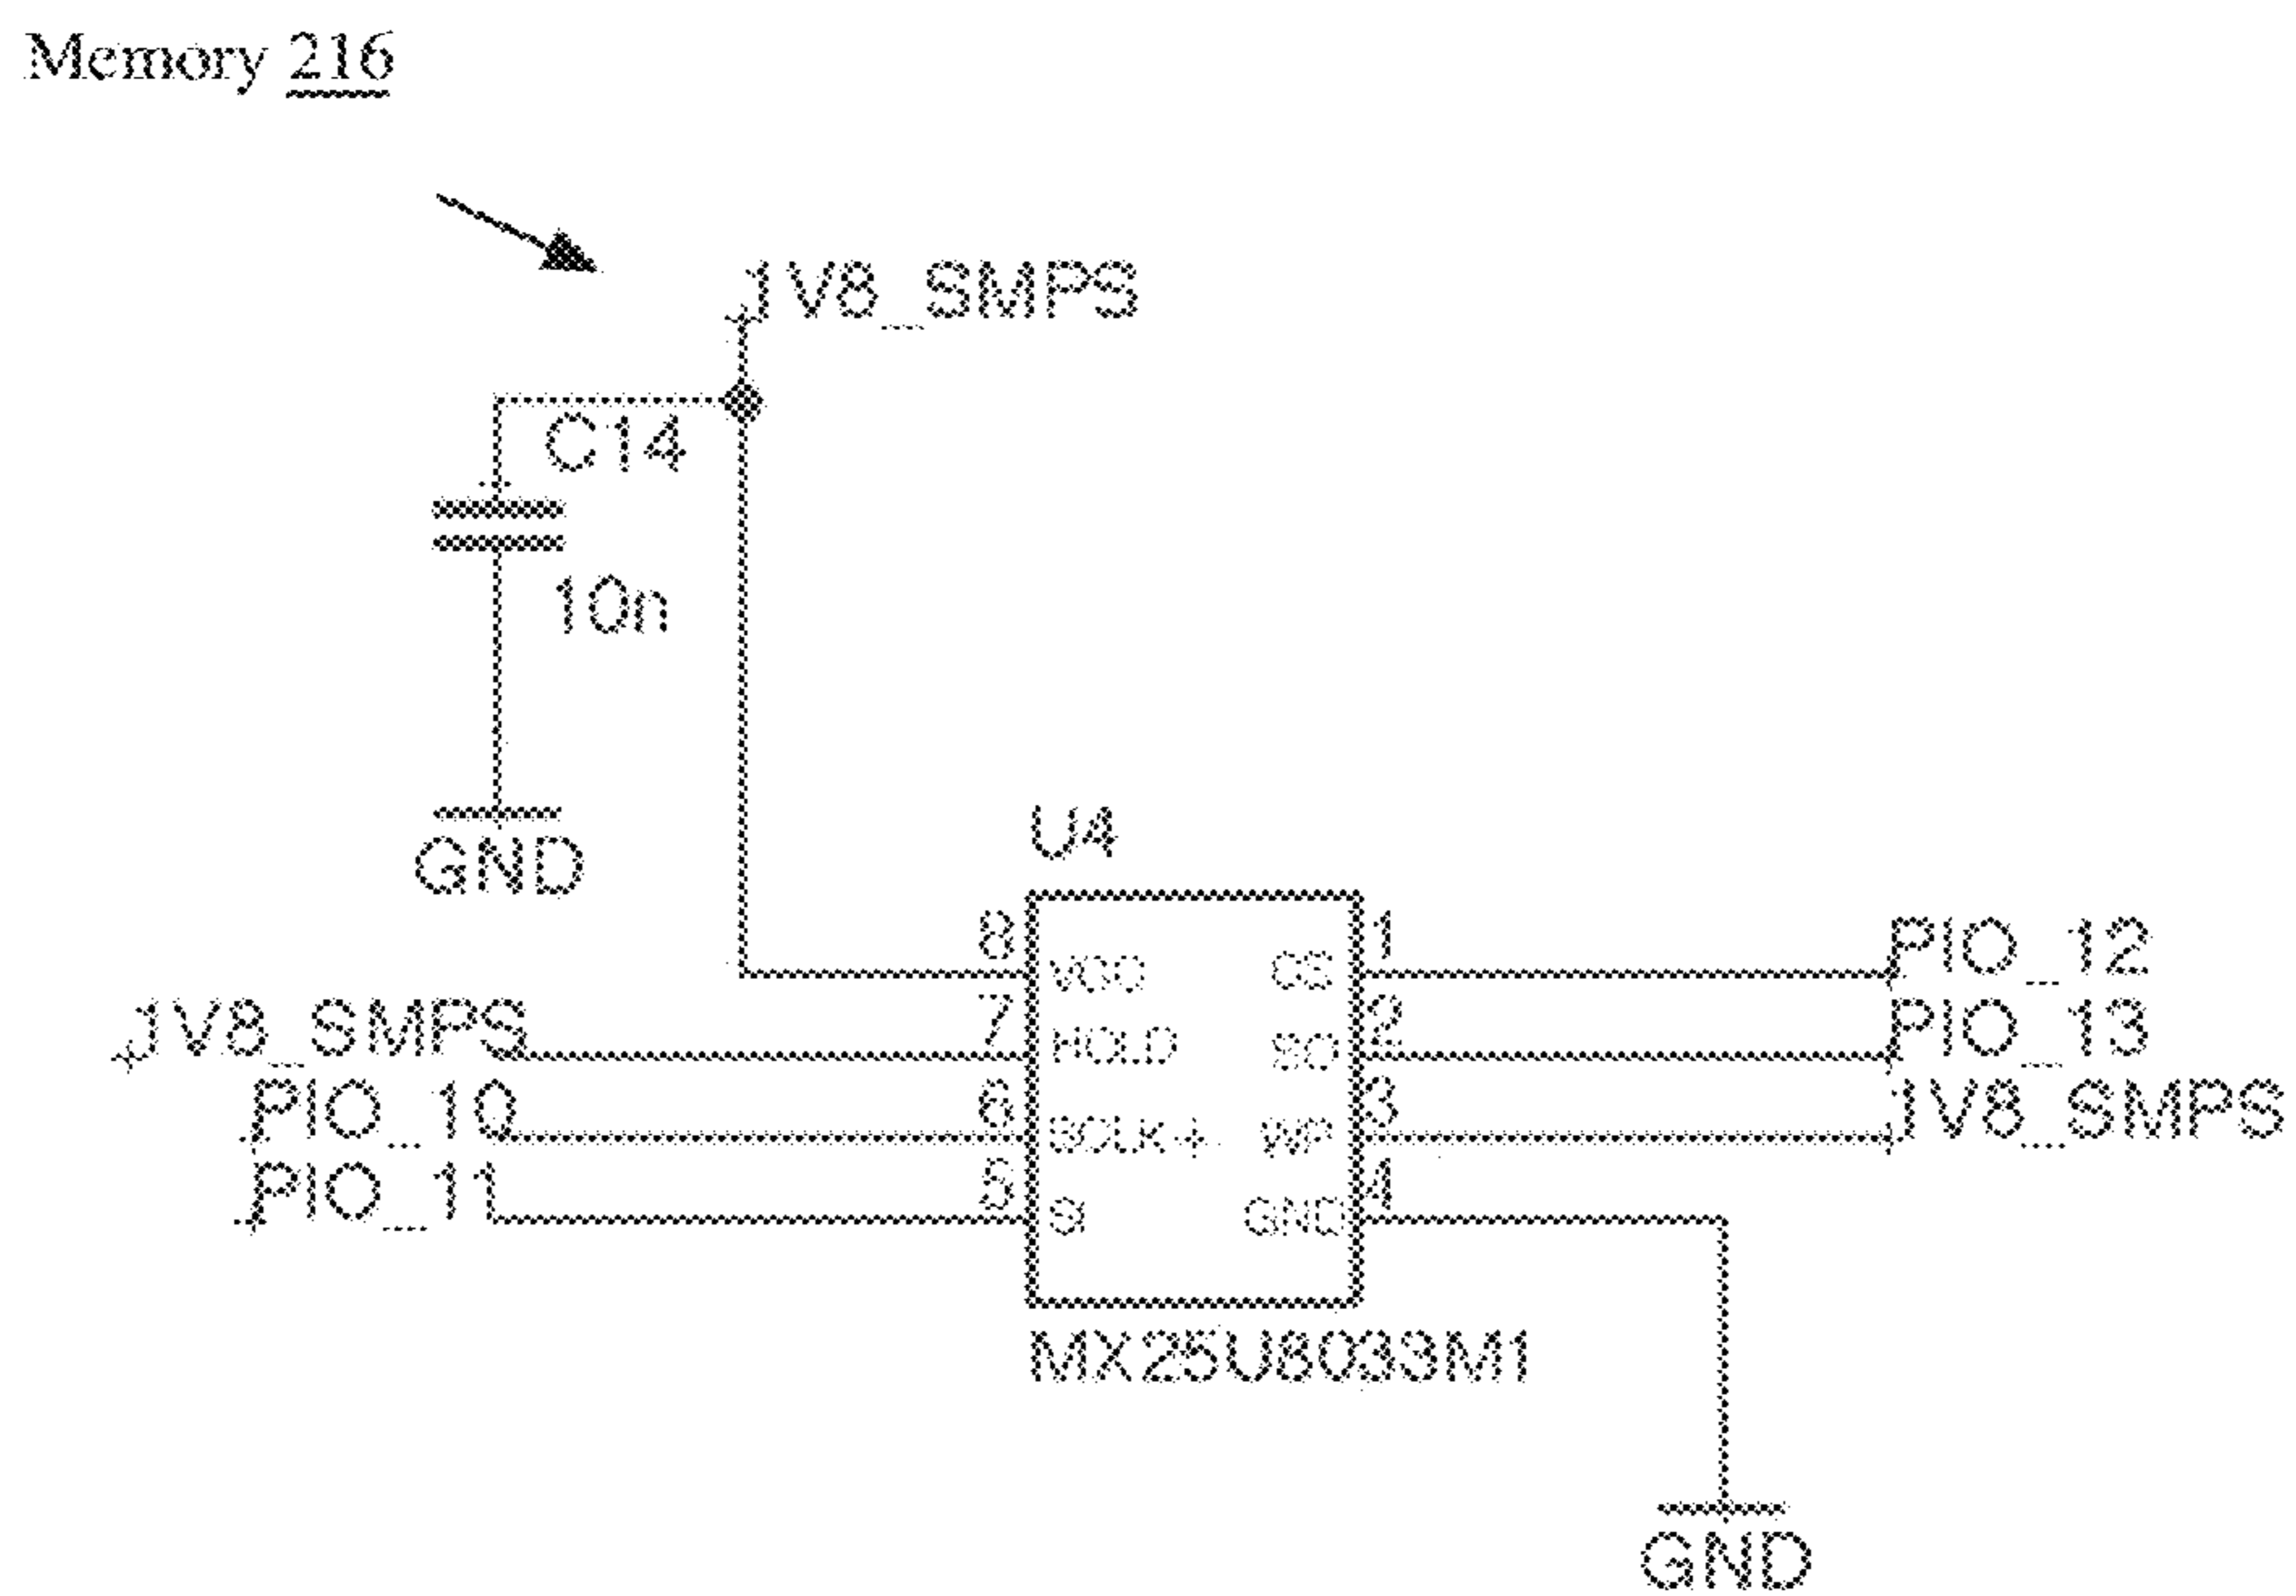 Memory 216
1V8_SMPS
C14
10n
GND
U4
8 VCC CS 1 PIO_12
1V8_SMPS 7 HOLD SO 2 PIO_13
PIO_10 6 SCLK+ WP 3 1V8_SMPS
PIO_11 5 SI GND 4
MX25U8033M1
GND